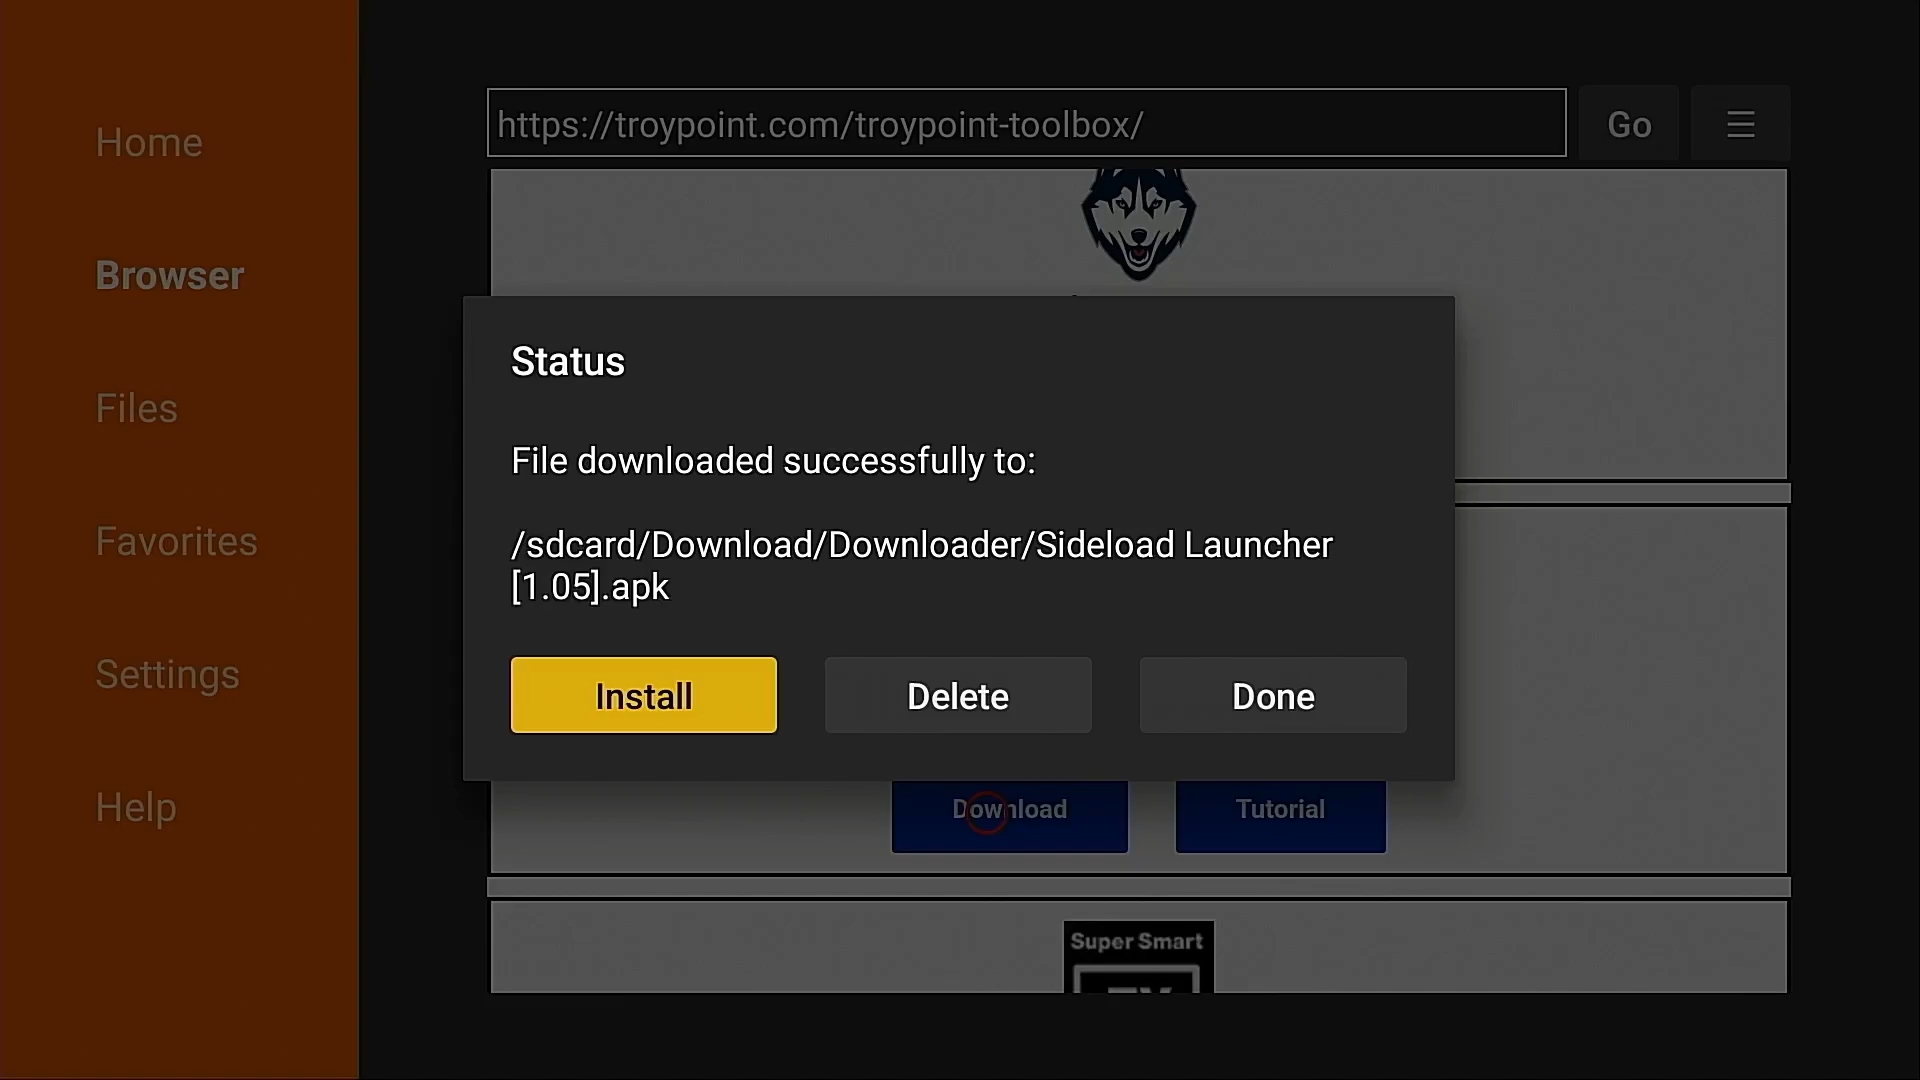 Home
Browser
Files
Favorites
Settings
Help
https://troypoint.com/troypoint-toolbox/
Go
Status
File downloaded successfully to:
/sdcard/Download/Downloader/Sideload Launcher
[1.05].apk
Install
Delete
Done
Download
Tutorial
Super Smart